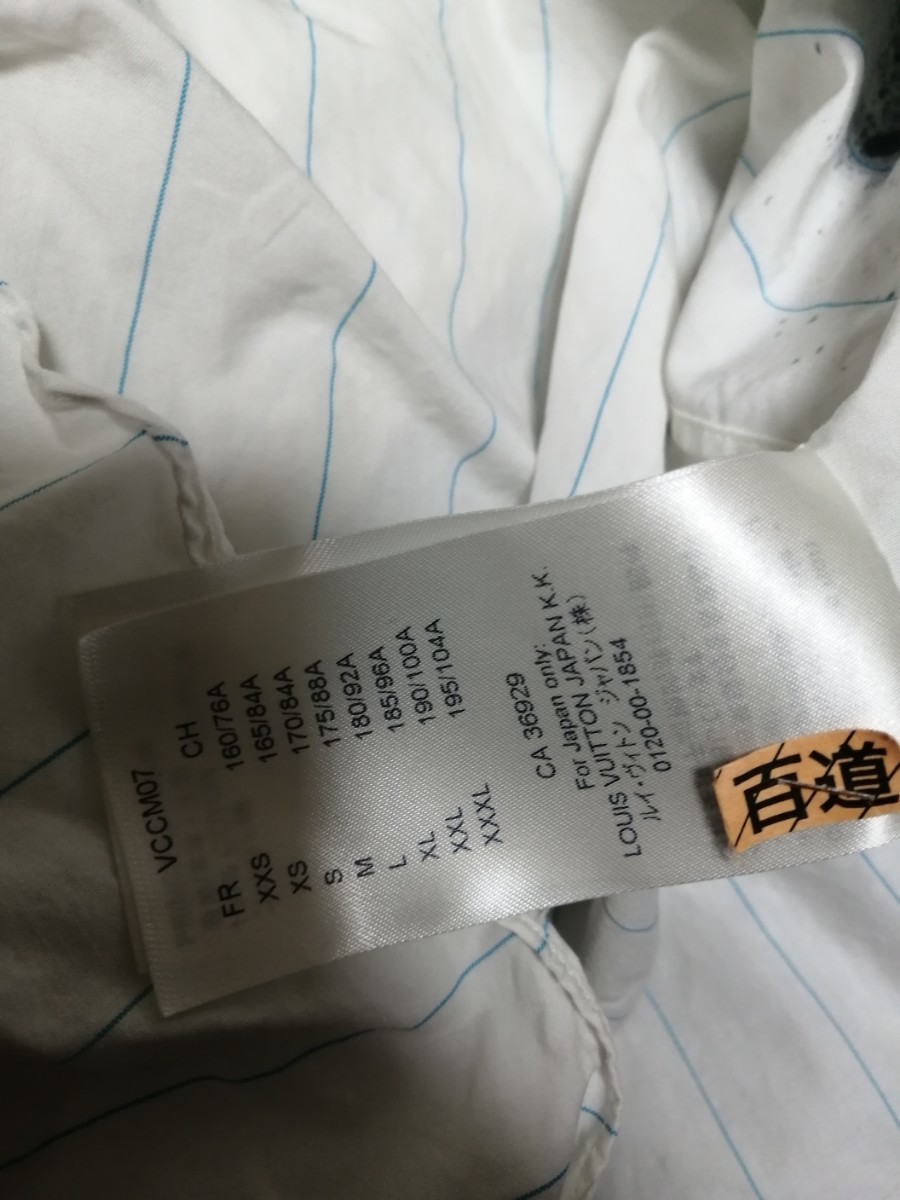 VCCM07
FR CH
XXS 160/76A
XS 165/84A
S 170/84A
M 175/88A
L 180/92A
XL 185/96A
XXL 190/100A
XXXL 195/104A
CA 36929
For Japan only:
LOUIS VUITTON JAPAN K.K.
ルイ・ヴィトン ジャパン(株)
0120-00-1854
道